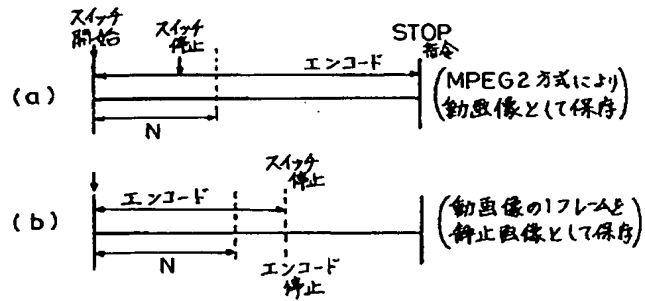 スイッチ
開始
スイッチ
停止
エンコード
STOP
指令
(a)
N
(MPEG2方式により
動画像として保存)
スイッチ
停止
エンコード
(b)
N
エンコード
停止
(動画像の1フレームを
静止画像として保存)